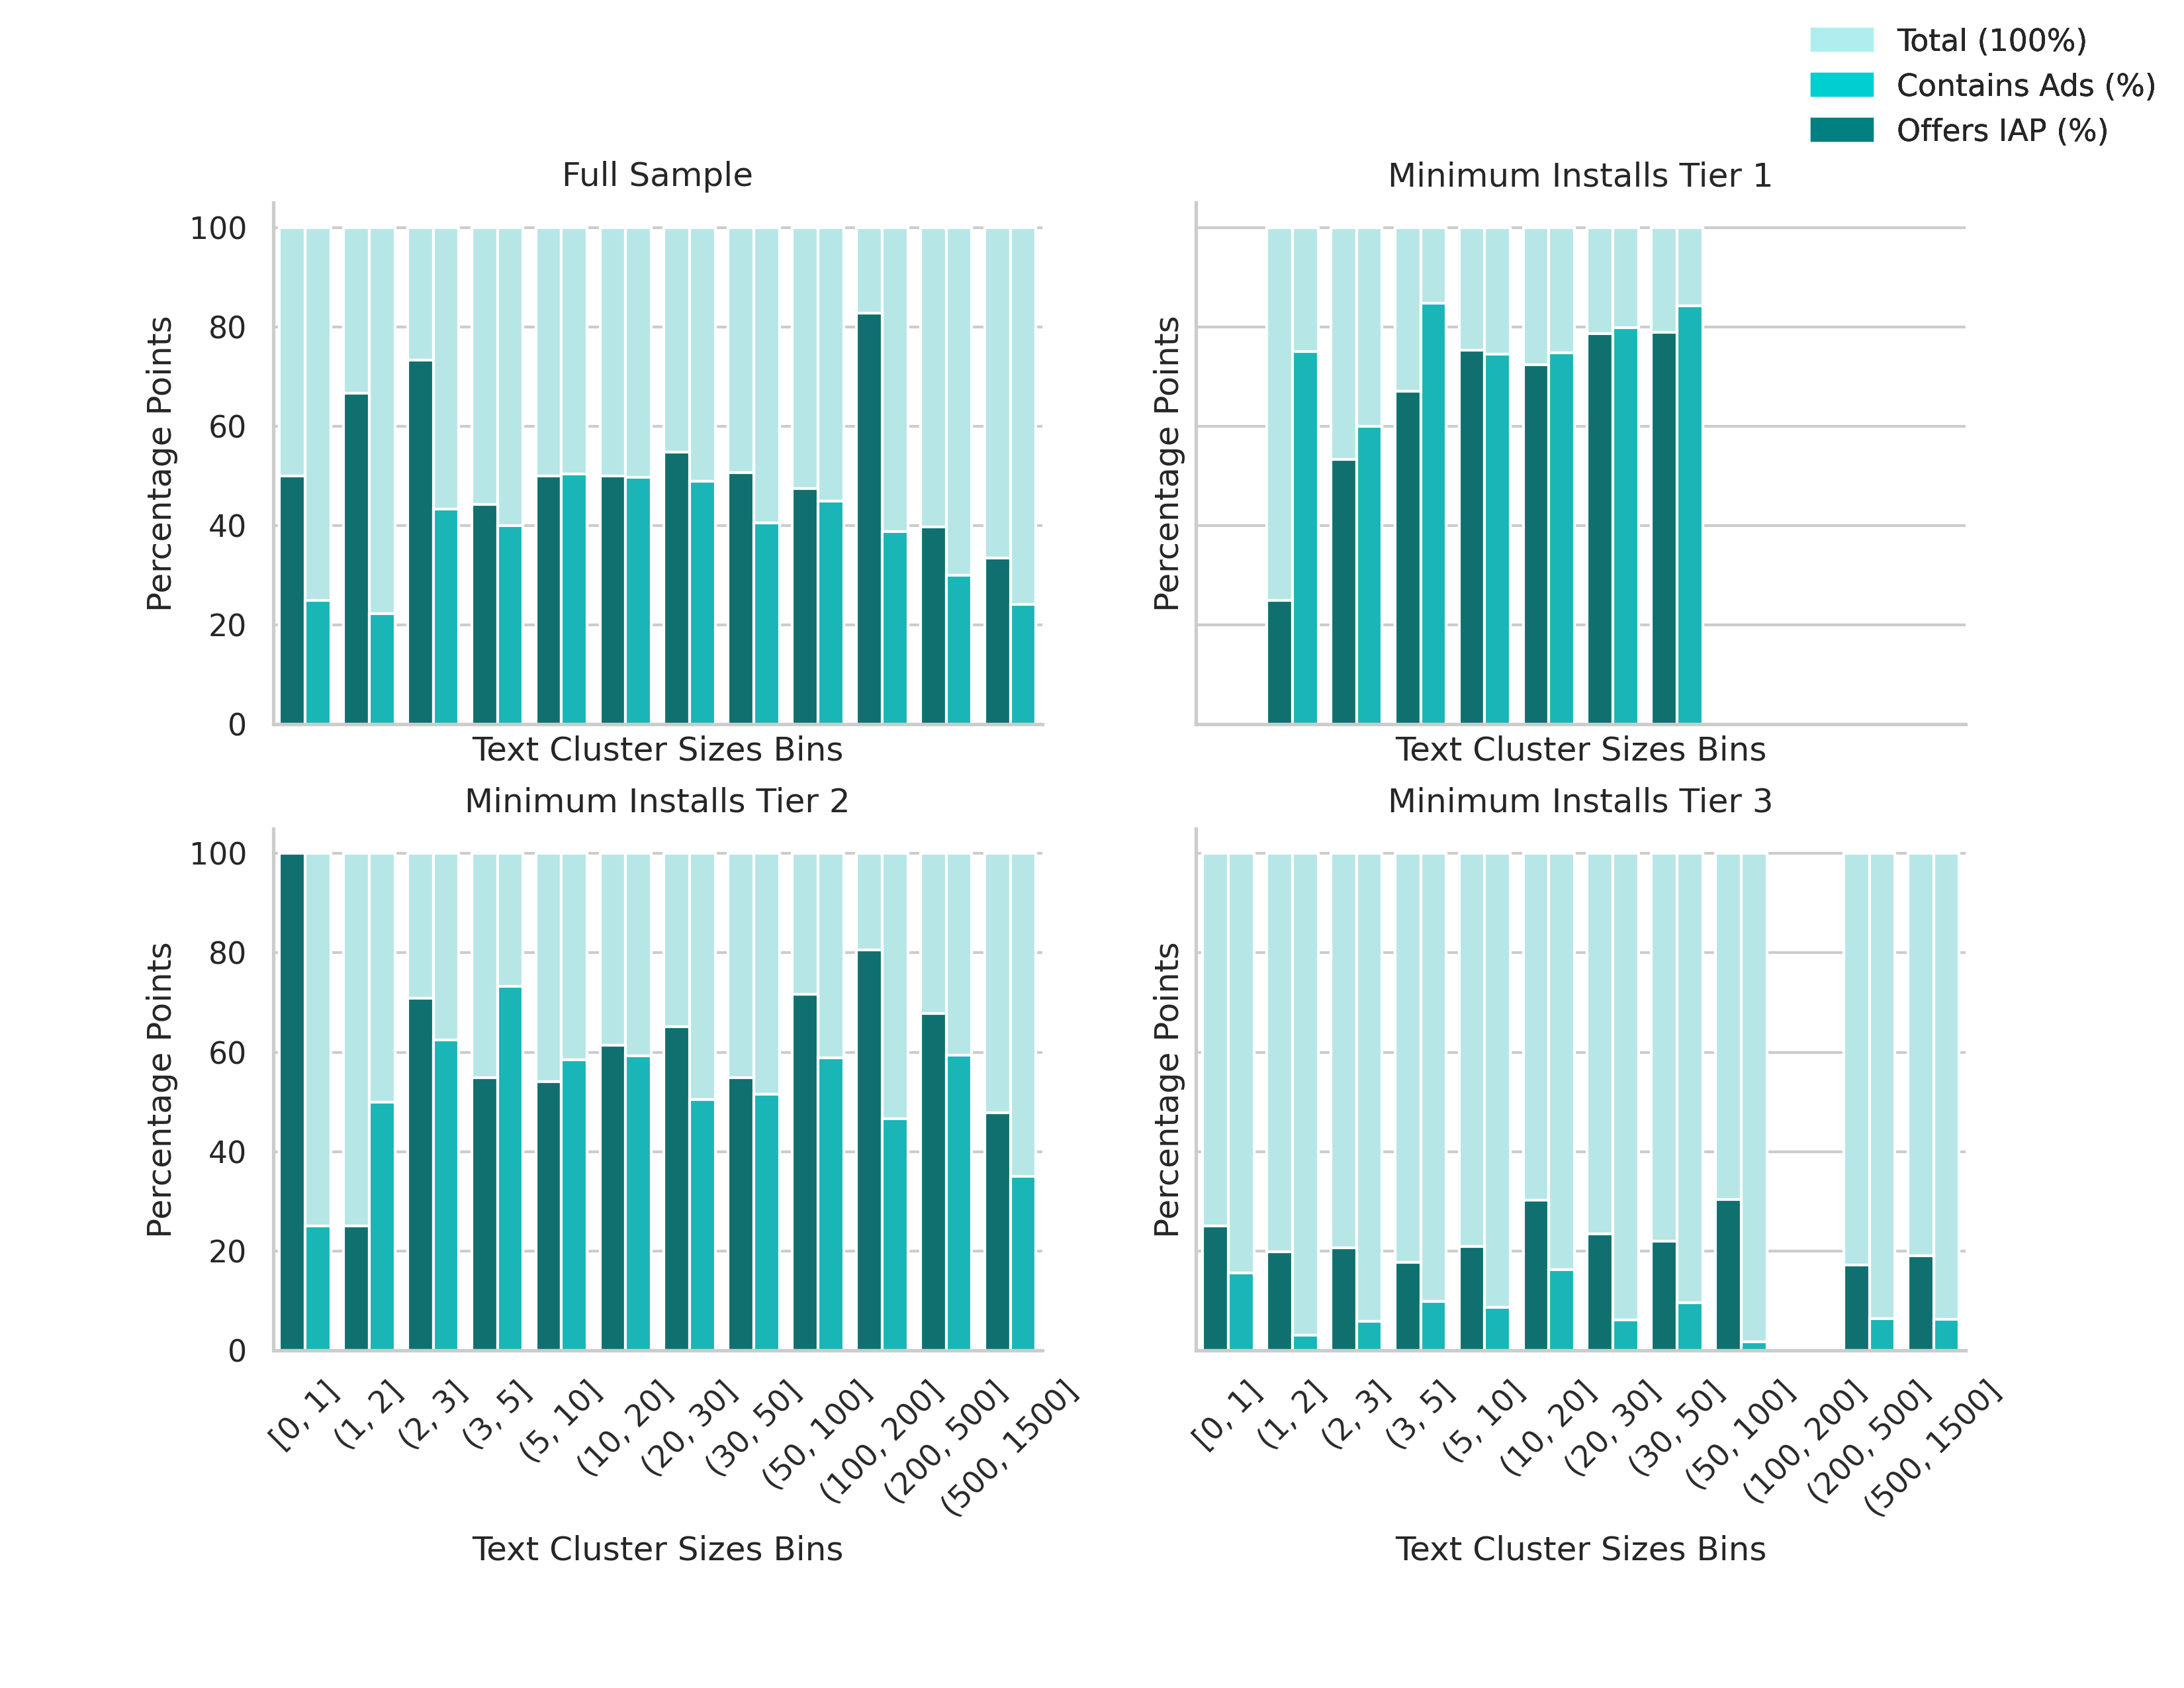 Total (100%)
Contains Ads (%)
Offers IAP (%)
Full Sample
Minimum Installs Tier 1
100
80
60
40
20
0
Percentage Points
Percentage Points
Text Cluster Sizes Bins
Text Cluster Sizes Bins
Minimum Installs Tier 2
Minimum Installs Tier 3
100
80
60
40
20
0
Percentage Points
Percentage Points
[0, 1]
(1, 2]
(2, 3]
(3, 5]
(5, 10]
(10, 20]
(20, 30]
(30, 50]
(50, 100]
(100, 200]
(200, 500]
(500, 1500]
[0, 1]
(1, 2]
(2, 3]
(3, 5]
(5, 10]
(10, 20]
(20, 30]
(30, 50]
(50, 100]
(100, 200]
(200, 500]
(500, 1500]
Text Cluster Sizes Bins
Text Cluster Sizes Bins